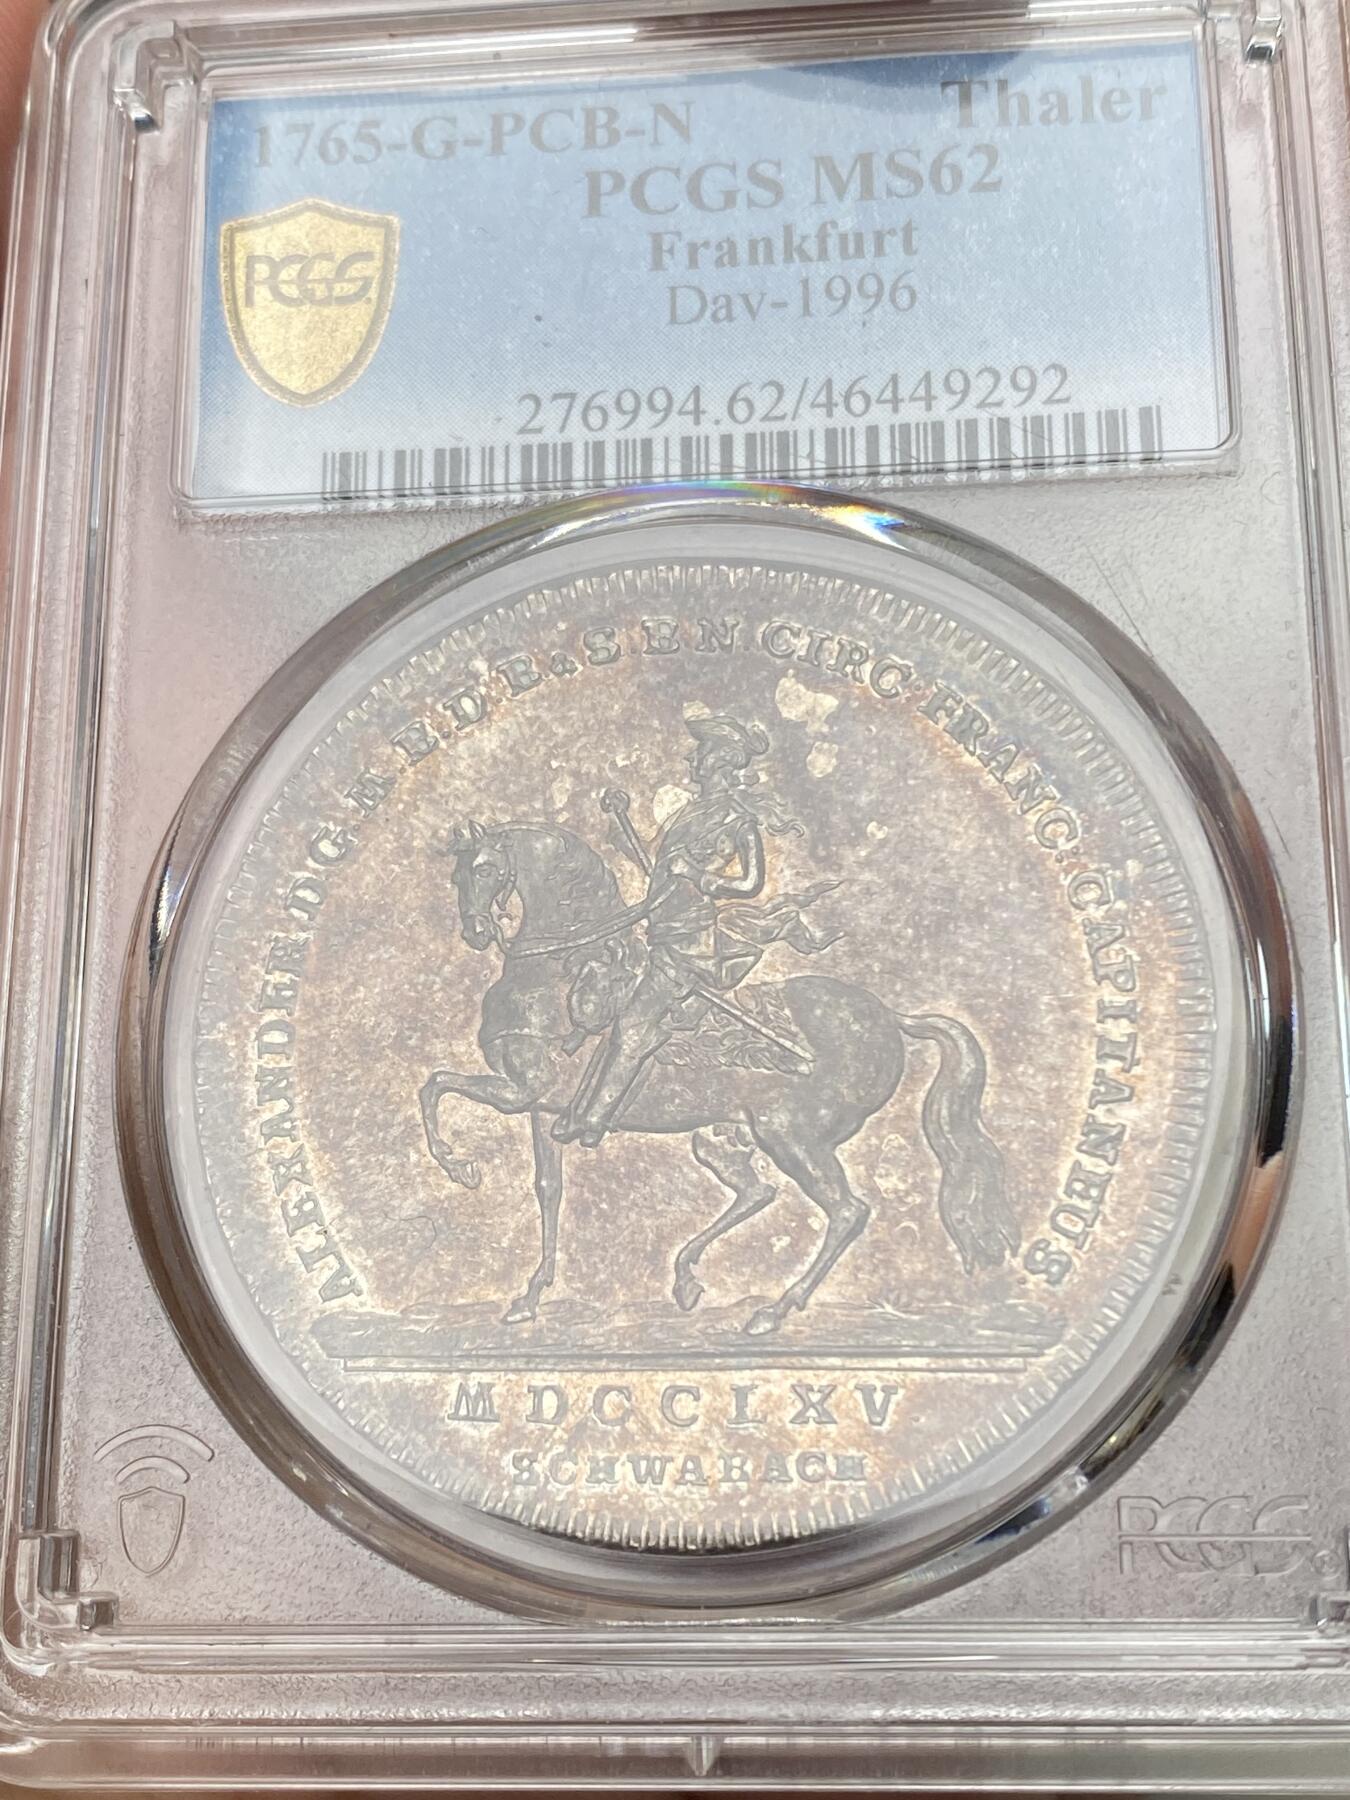 1765-G-PCB-N Thaler
PCGS MS62
Frankfurt
Dav-1996
PCGS
276994.62/46449292
ALEXANDER D.G.M.B.D.B.&S.B.N.CIRC.FRANC.CAPITANEUS
MDCCLXV
SCHWABACH
PCGS